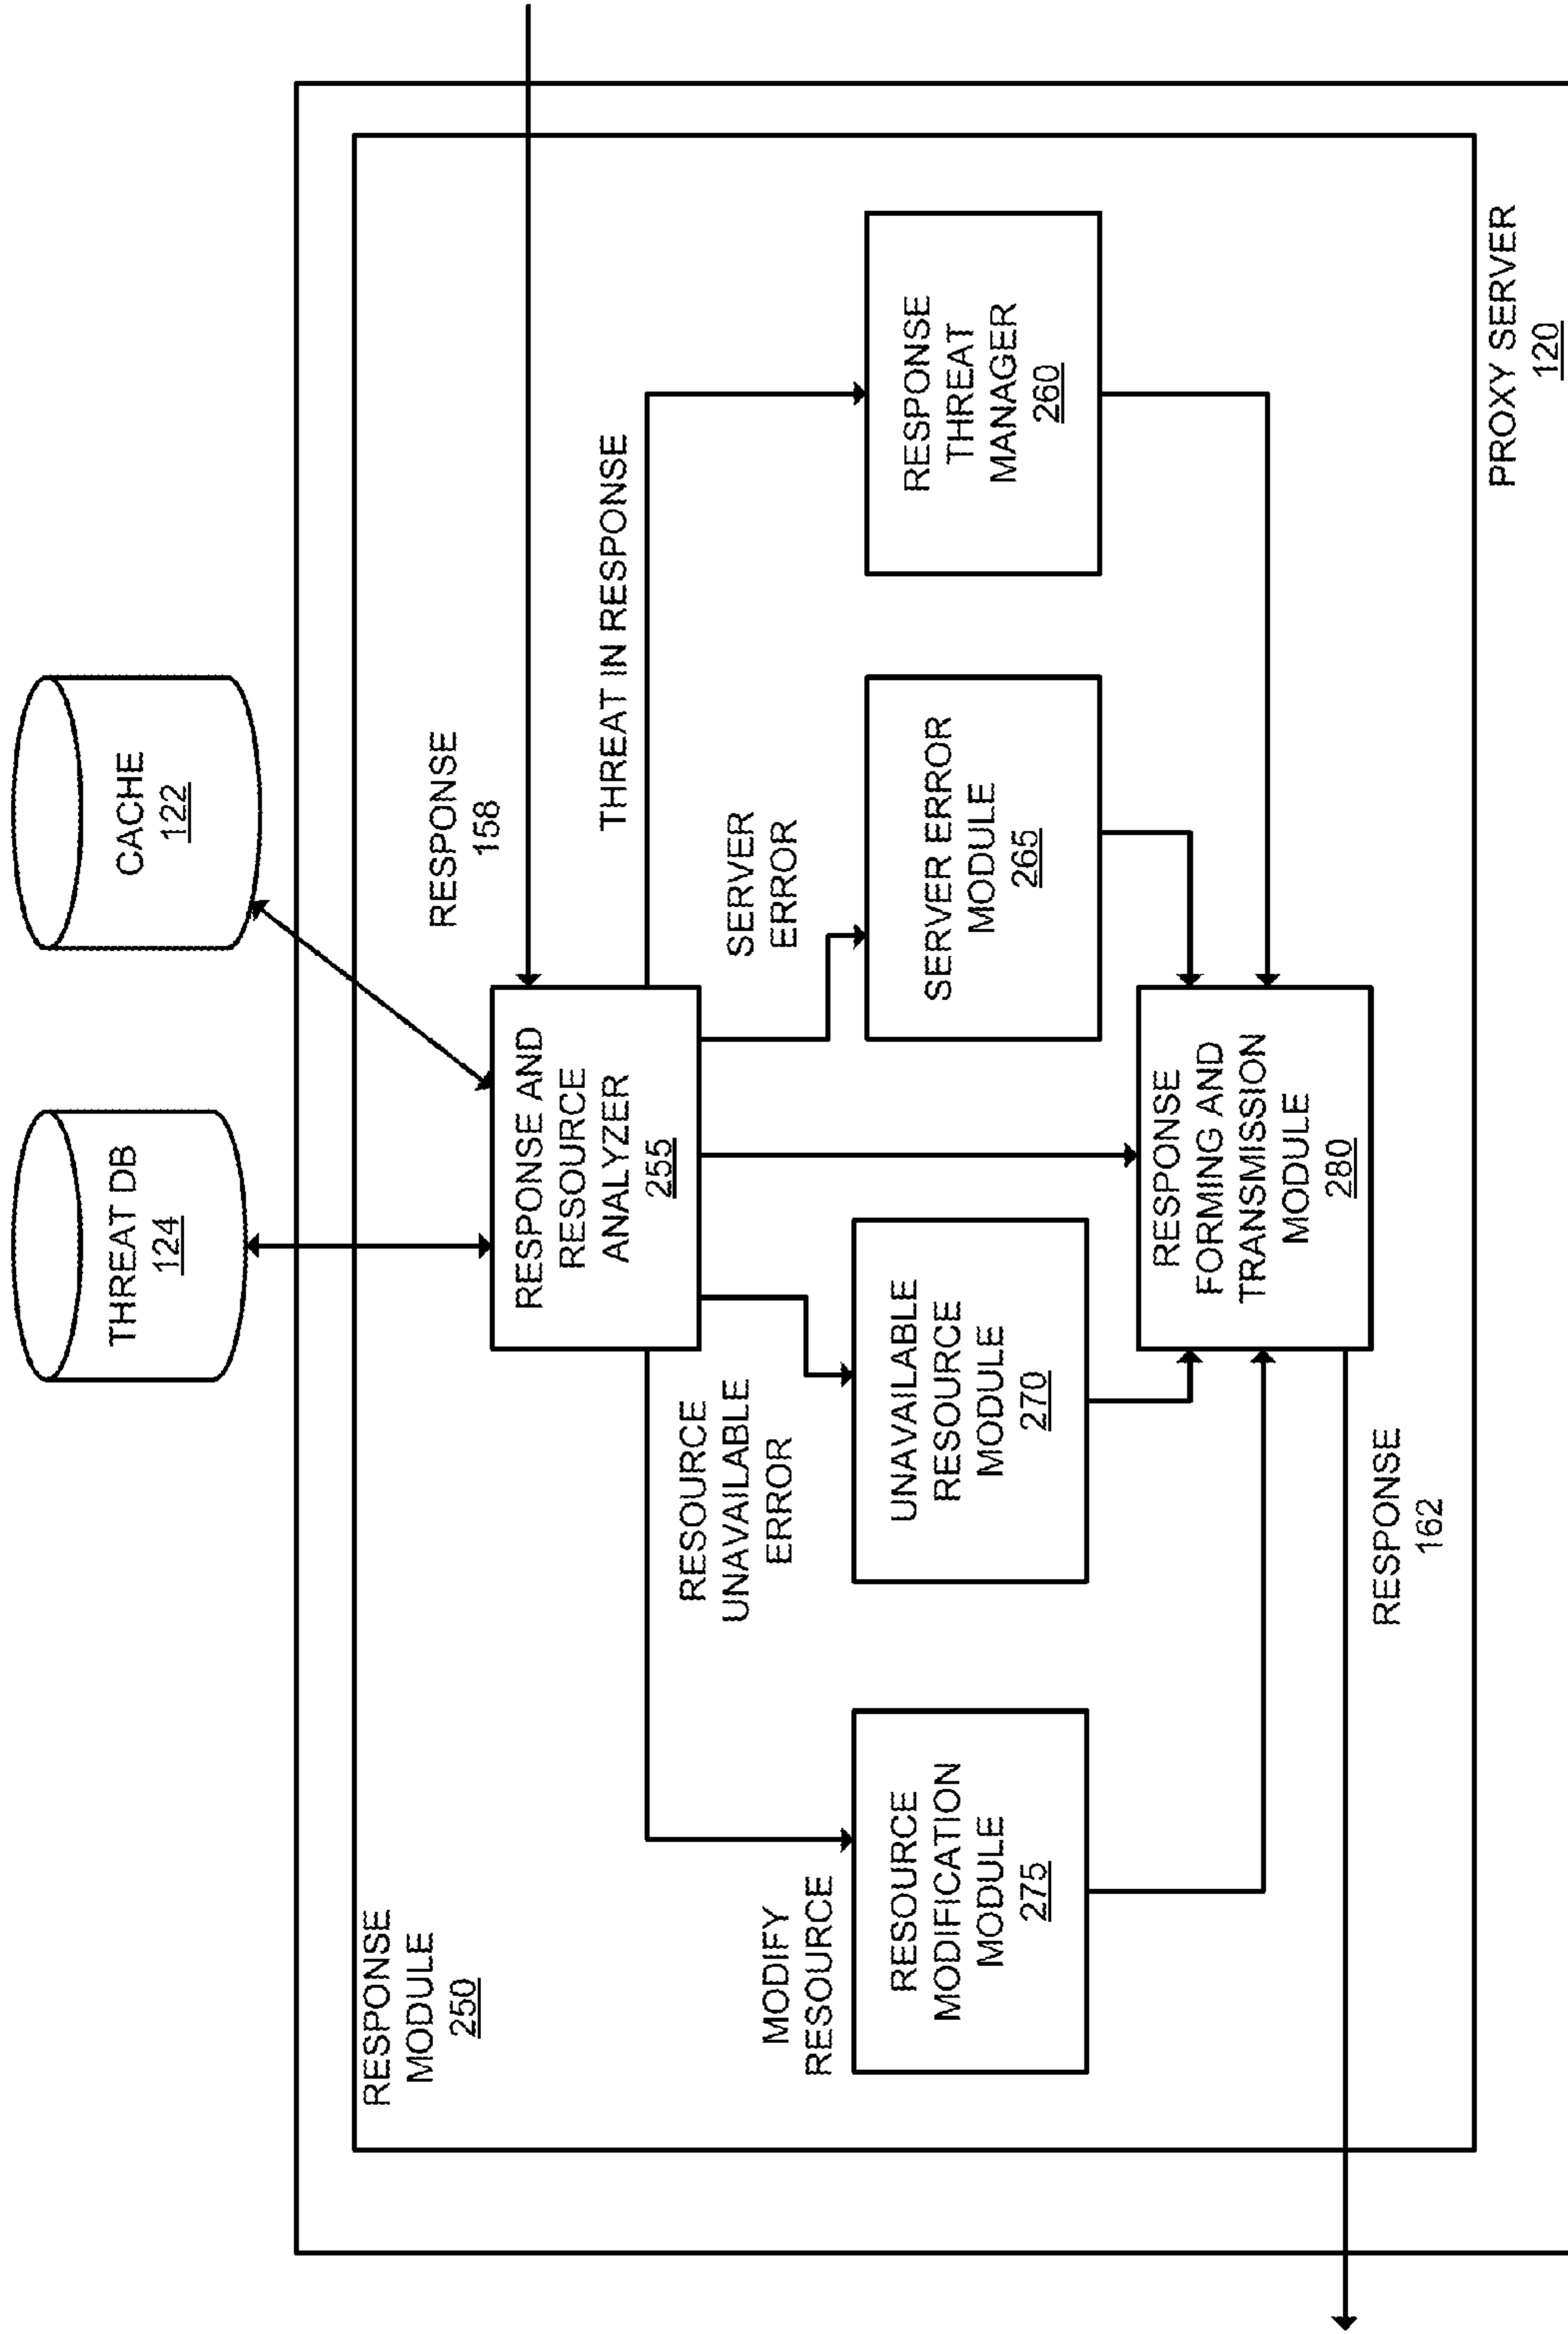 THREAT DB
124
CACHE
122
RESPONSE
MODULE
250
RESPONSE AND
RESOURCE
ANALYZER
255
RESPONSE
158
THREAT IN RESPONSE
SERVER
ERROR
RESOURCE
UNAVAILABLE
ERROR
MODIFY
RESOURCE
RESOURCE
MODIFICATION
MODULE
275
UNAVAILABLE
RESOURCE
MODULE
270
SERVER ERROR
MODULE
265
RESPONSE
THREAT
MANAGER
260
RESPONSE
FORMING AND
TRANSMISSION
MODULE
280
RESPONSE
162
PROXY SERVER
120